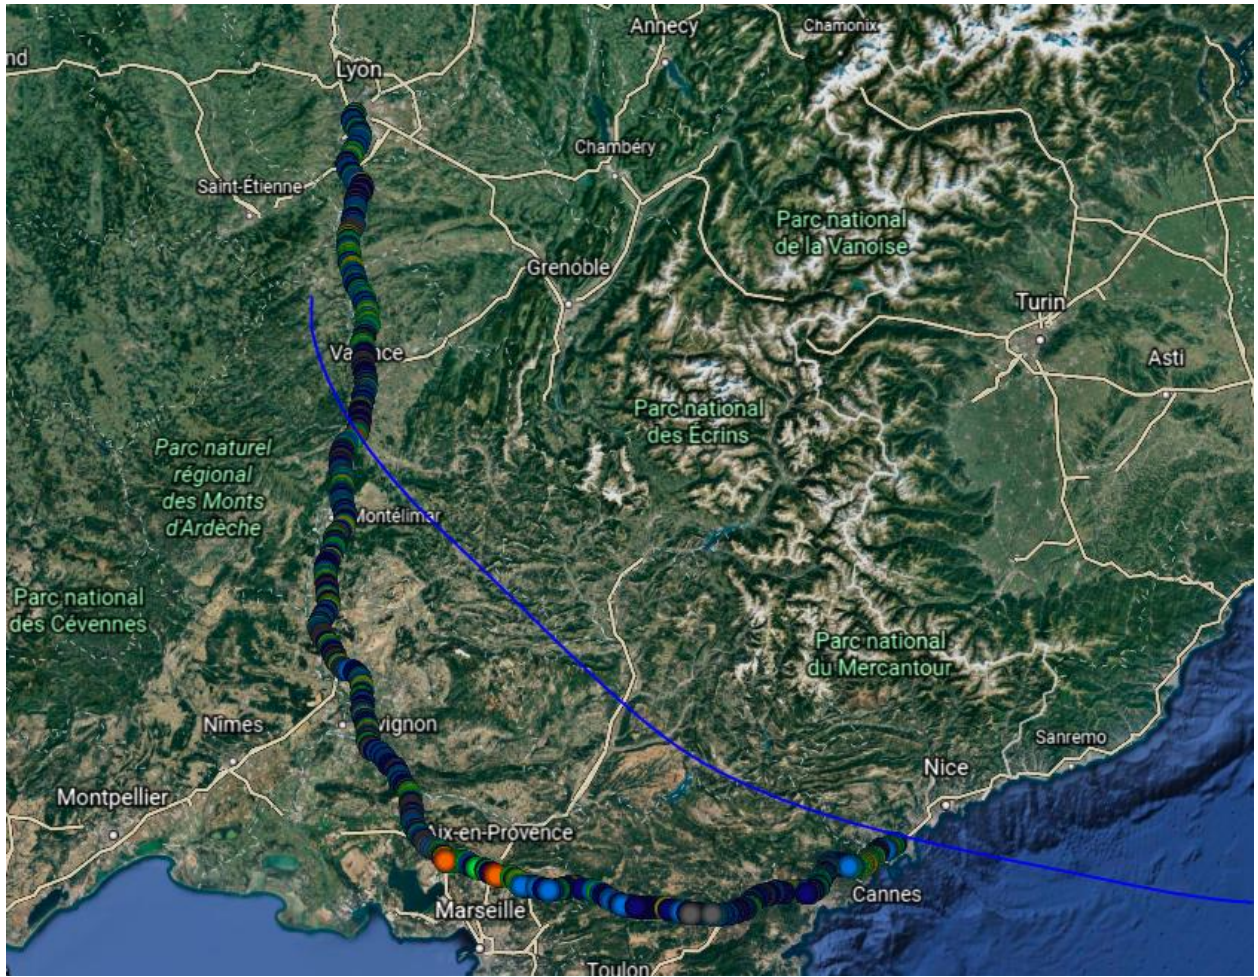 Annecy
Chamonix
nd
Lyon
Chambéry
Saint-Étienne
Parc national
de la Vanoise
Grenoble
Turin
Asti
Parc national
des Écrins
Parc naturel
régional
des Monts
d'Ardèche
Montélimar
Parc national
des Cévennes
Parc national
du Mercantour
Nîmes
vignon
Sanremo
Nice
Montpellier
Aix-en-Provence
Cannes
Marseille
Toulon